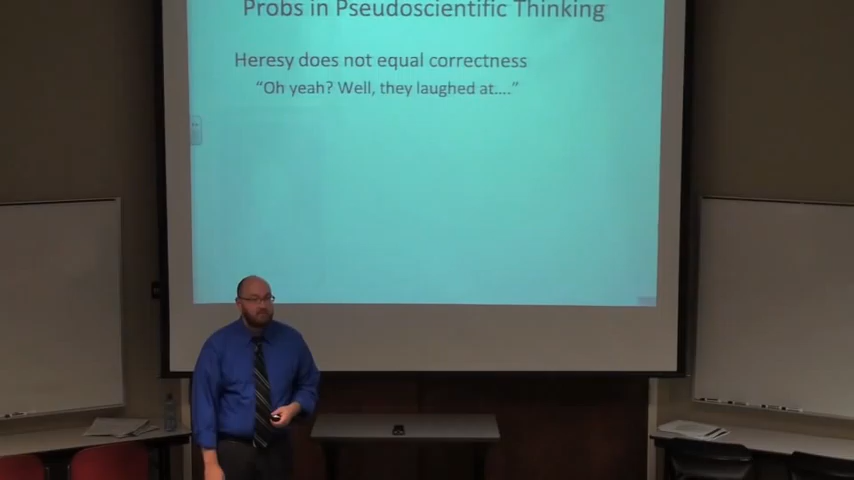 Probs in Pseudoscientific Thinking
Heresy does not equal correctness
“Oh yeah? Well, they laughed at....”